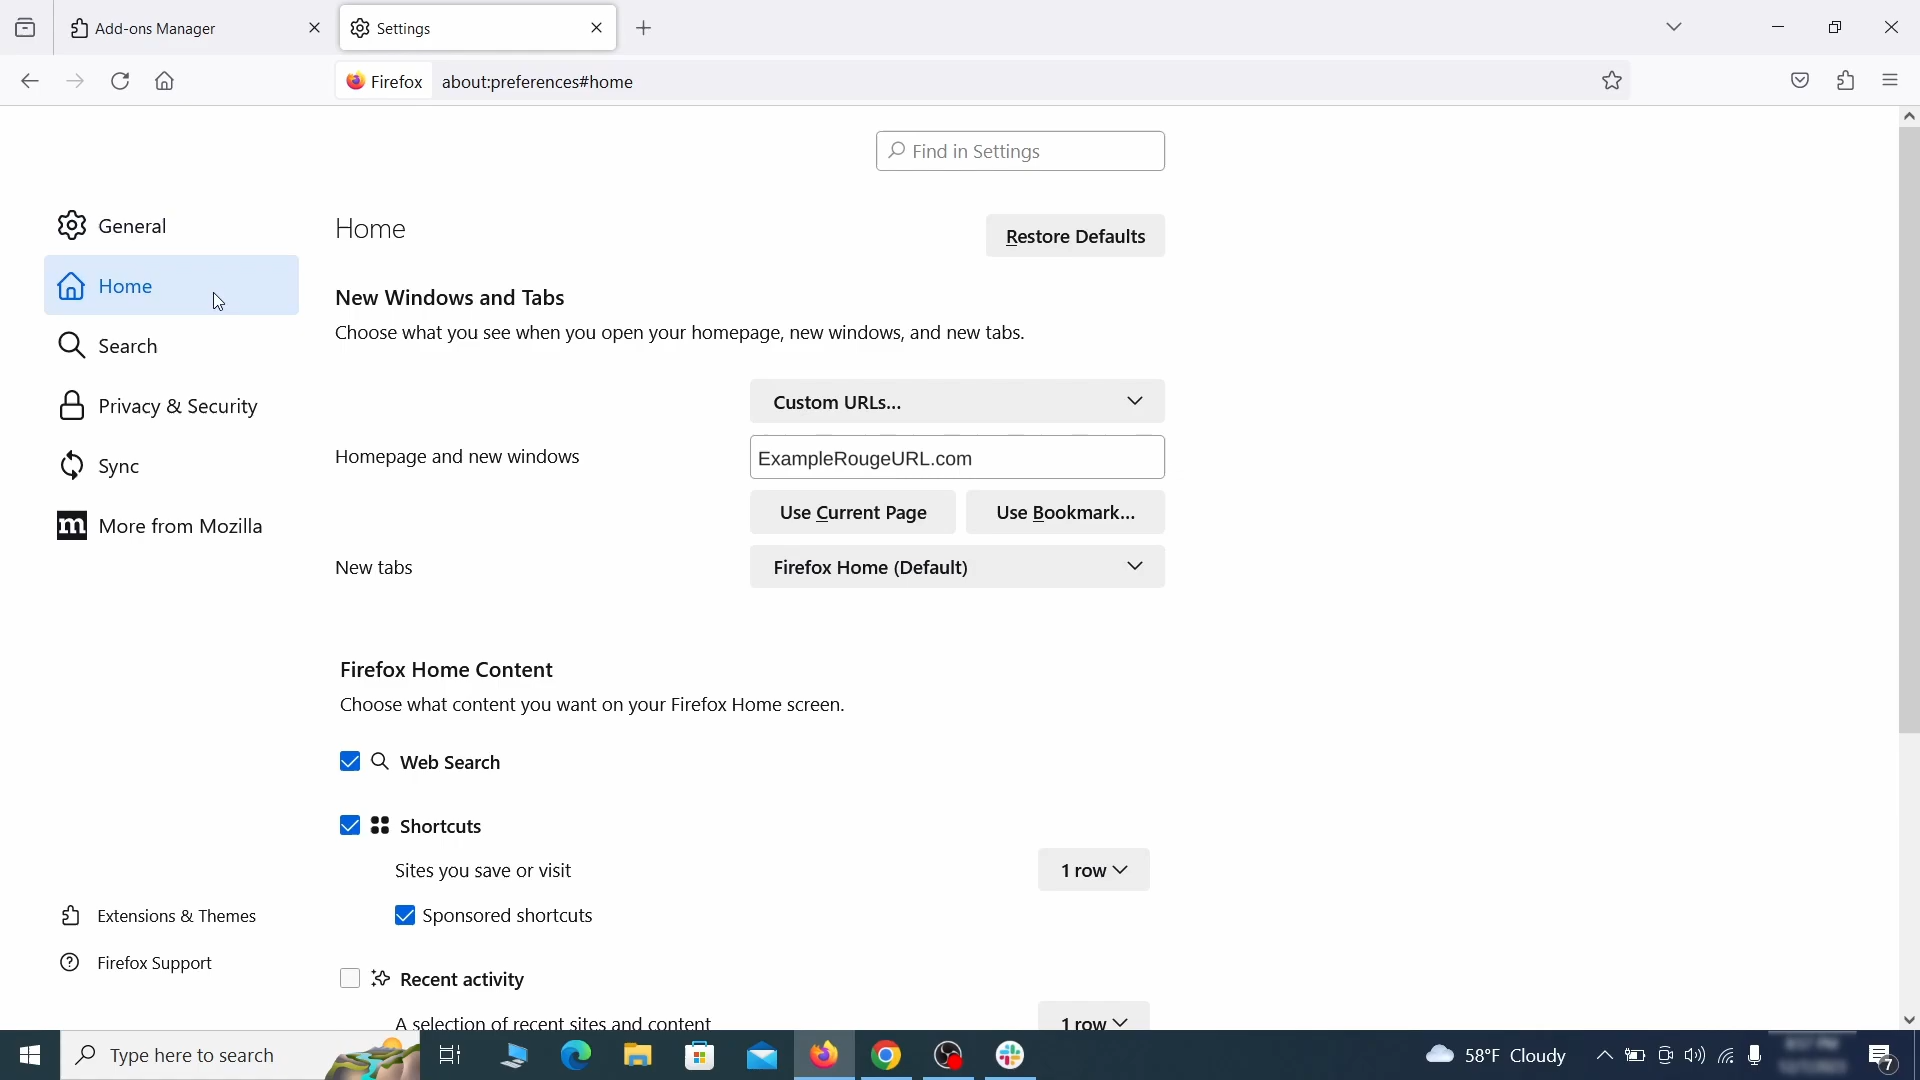 Add-ons Manager
Settings
Firefox about:preferences#home
Find in Settings
General
Home
Search
Privacy & Security
Sync
More from Mozilla
Extensions & Themes
Firefox Support
Home
Restore Defaults
New Windows and Tabs
Choose what you see when you open your homepage, new windows, and new tabs.
Custom URLs...
Homepage and new windows
ExampleRougeURL.com
Use Current Page
Use Bookmark...
New tabs
Firefox Home (Default)
Firefox Home Content
Choose what content you want on your Firefox Home screen.
Web Search
Shortcuts
Sites you save or visit
1 row
Sponsored shortcuts
Recent activity
A selection of recent sites and content
1 row
Type here to search
58°F Cloudy
7